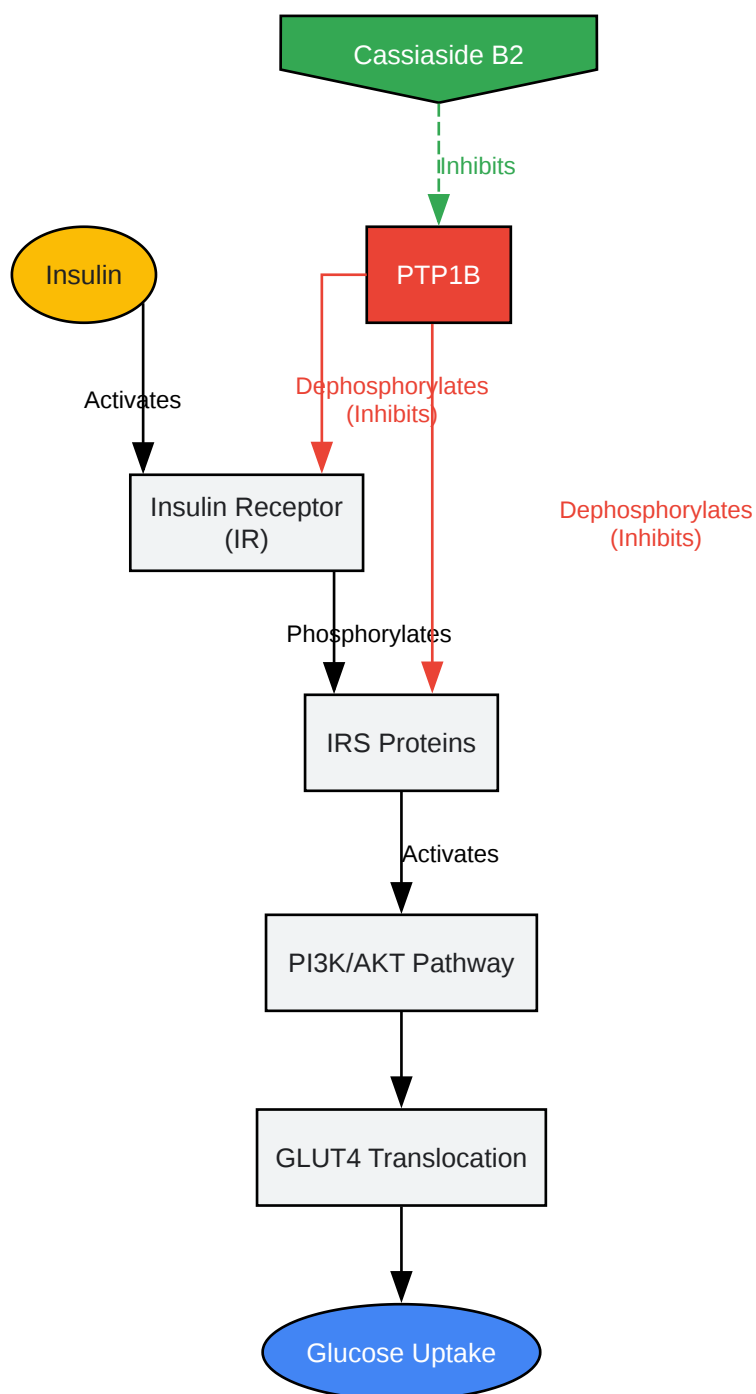 Cassiaside B2
Inhibits
Insulin
PTP1B
Activates
Dephosphorylates
(Inhibits)
Insulin Receptor
(IR)
Dephosphorylates
(Inhibits)
Phosphorylates
IRS Proteins
Activates
PI3K/AKT Pathway
GLUT4 Translocation
Glucose Uptake